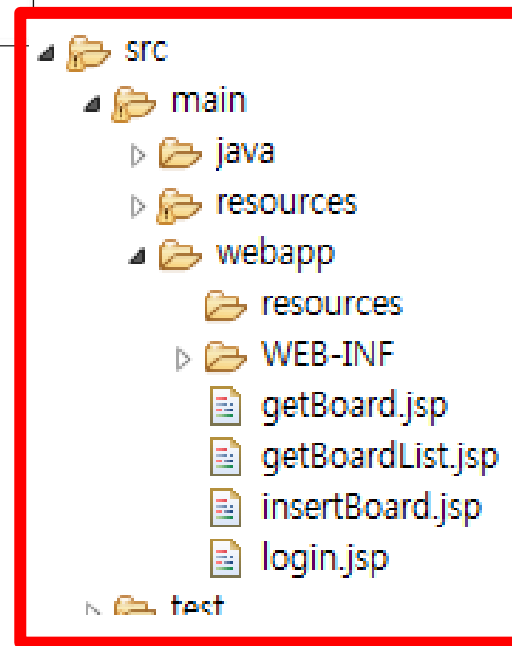 src
main
java
resources
webapp
resources
WEB-INF
getBoard.jsp
getBoardList.jsp
insertBoard.jsp
login.jsp
test